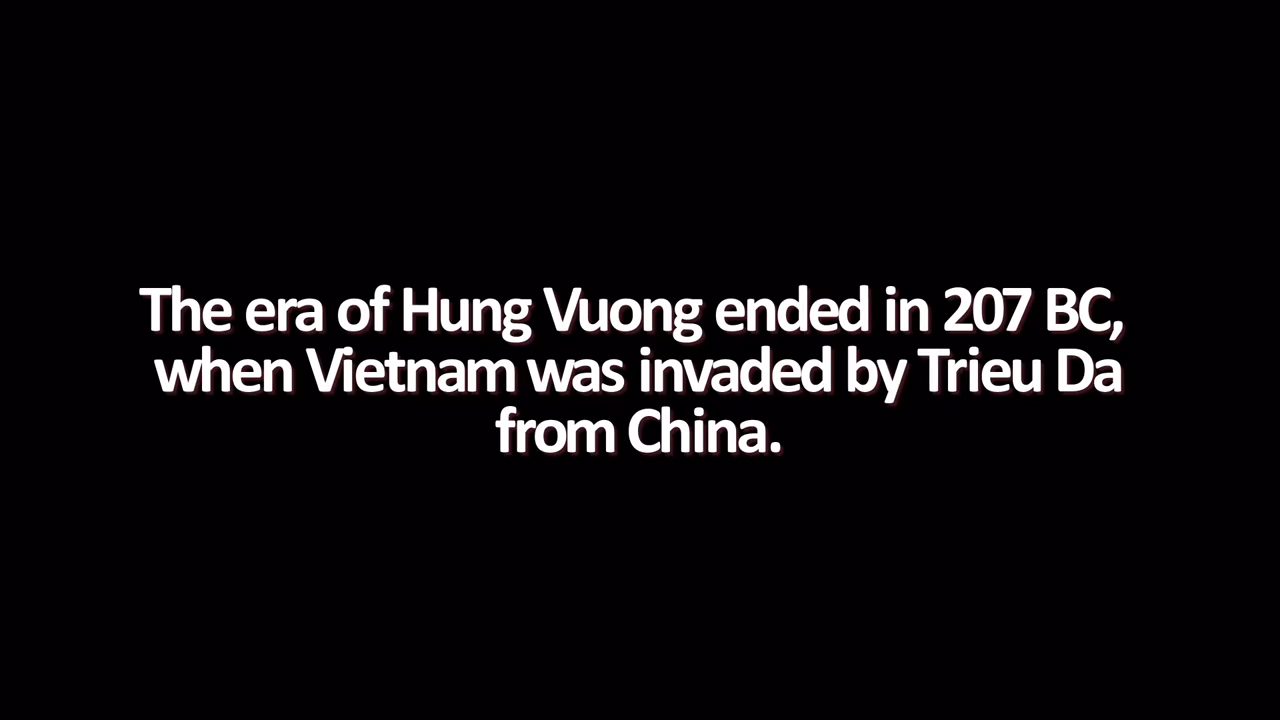 The era of Hung Vuong ended in 207 BC,
when Vietnam was invaded by Trieu Da
from China.